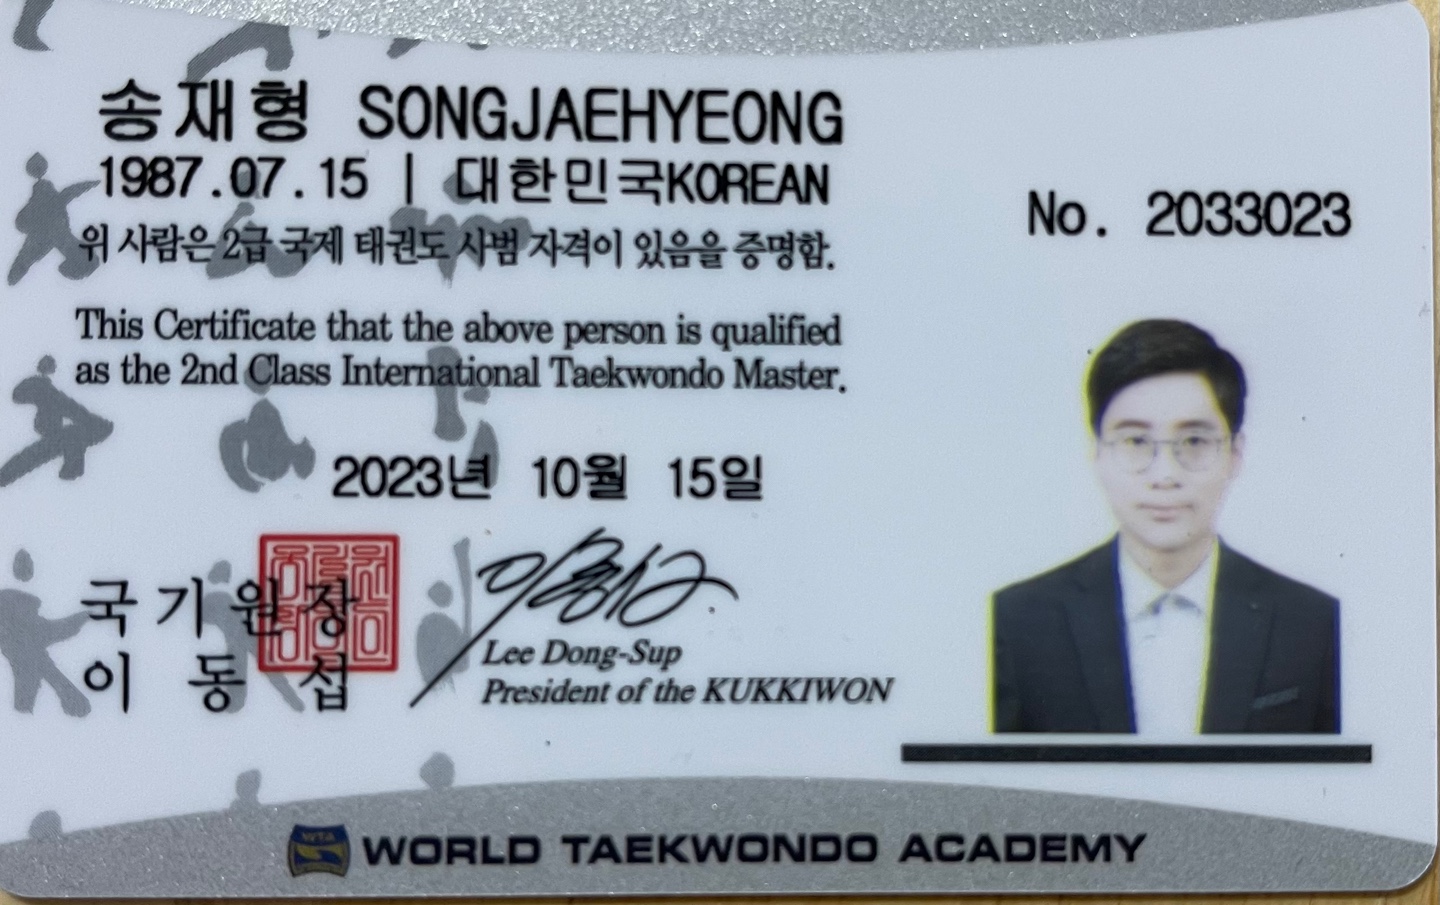 송재형 SONGJAEHYEONG
1987.07.15 | 대한민국KOREAN
No. 2033023
위 사람은 2급 국제 태권도 사범 자격이 있음을 증명함.
This Certificate that the above person is qualified
as the 2nd Class International Taekwondo Master.
2023년 10월 15일
국기원장
이동섭
Lee Dong-Sup
President of the KUKKIWON
WTA
WORLD TAEKWONDO ACADEMY